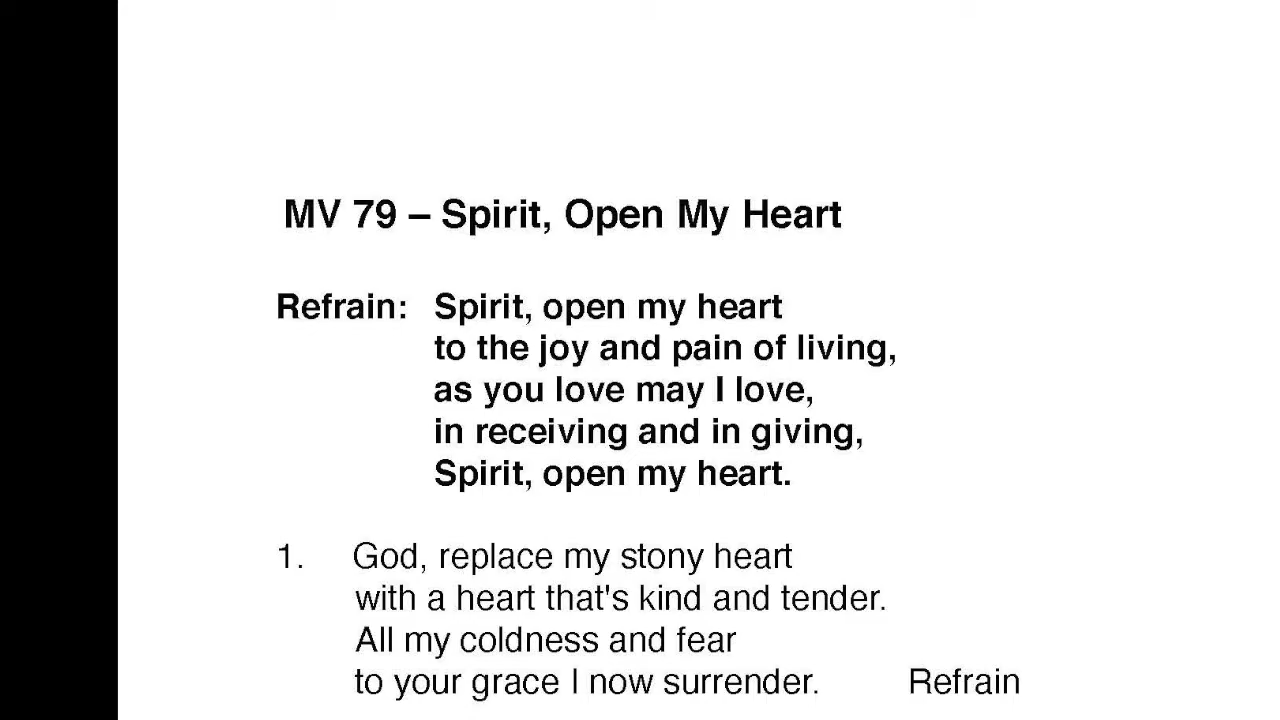 MV 79 – Spirit, Open My Heart
Refrain: Spirit, open my heart
to the joy and pain of living,
as you love may I love,
in receiving and in giving,
Spirit, open my heart.
1. God, replace my stony heart
with a heart that's kind and tender.
All my coldness and fear
to your grace I now surrender. Refrain